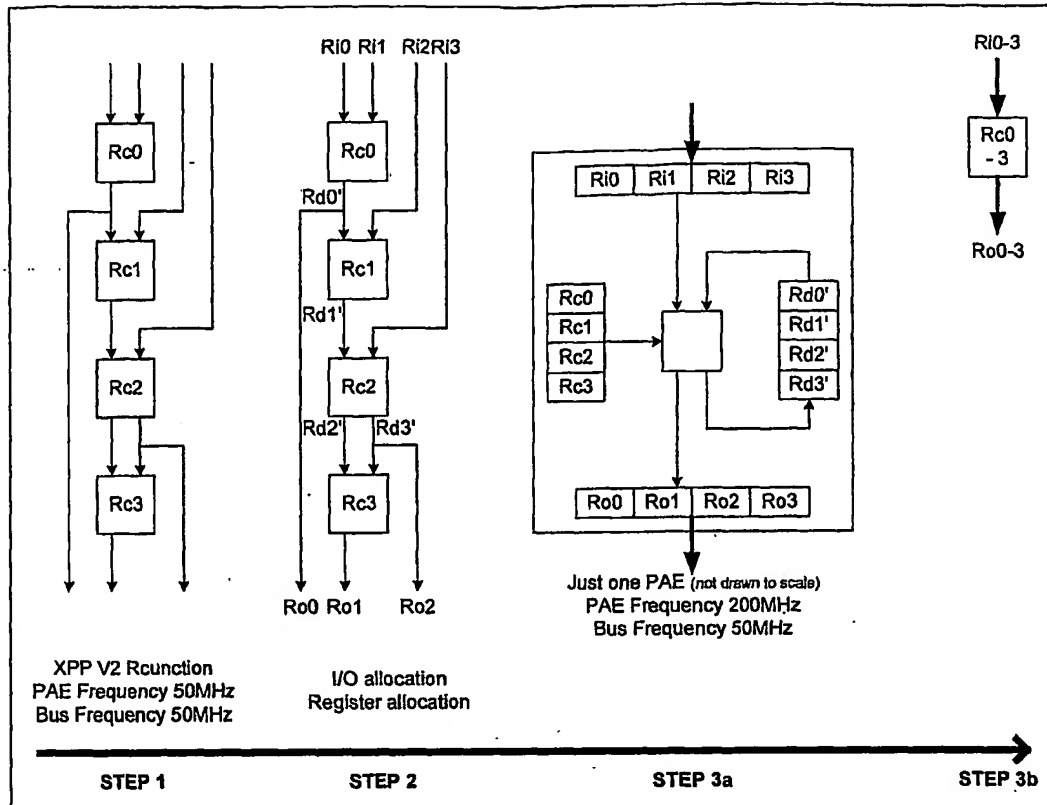 Ri0 Ri1 Ri2 Ri3
Rc0
Rd0'
Rc1
Rd1'
Rc2
Rd2' Rd3'
Rc3
Ro0 Ro1 Ro2
Rc0
Rc1
Rc2
Rc3
XPP V2 Rcunction
PAE Frequency 50MHz
Bus Frequency 50MHz
I/O allocation
Register allocation
Ri0 Ri1 Ri2 Ri3
Rc0
Rc1
Rc2
Rc3
Rd0'
Rd1'
Rd2'
Rd3'
Ro0 Ro1 Ro2 Ro3
Just one PAE (not drawn to scale)
PAE Frequency 200MHz
Bus Frequency 50MHz
Ri0-3
Rc0
- 3
Ro0-3
STEP 1 STEP 2 STEP 3a STEP 3b